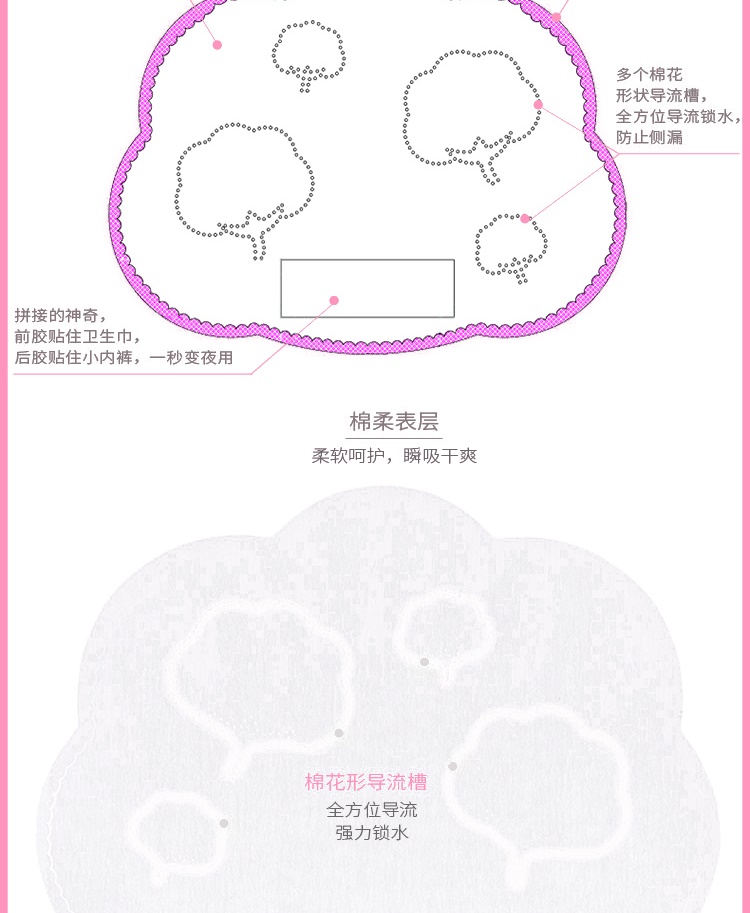 多个棉花
形状导流槽，
全方位导流锁水，
防止侧漏
拼接的神奇，
前胶贴住卫生巾，
后胶贴住小内裤，一秒变夜用
棉柔表层
柔软呵护，瞬吸干爽
棉花形导流槽
全方位导流
强力锁水